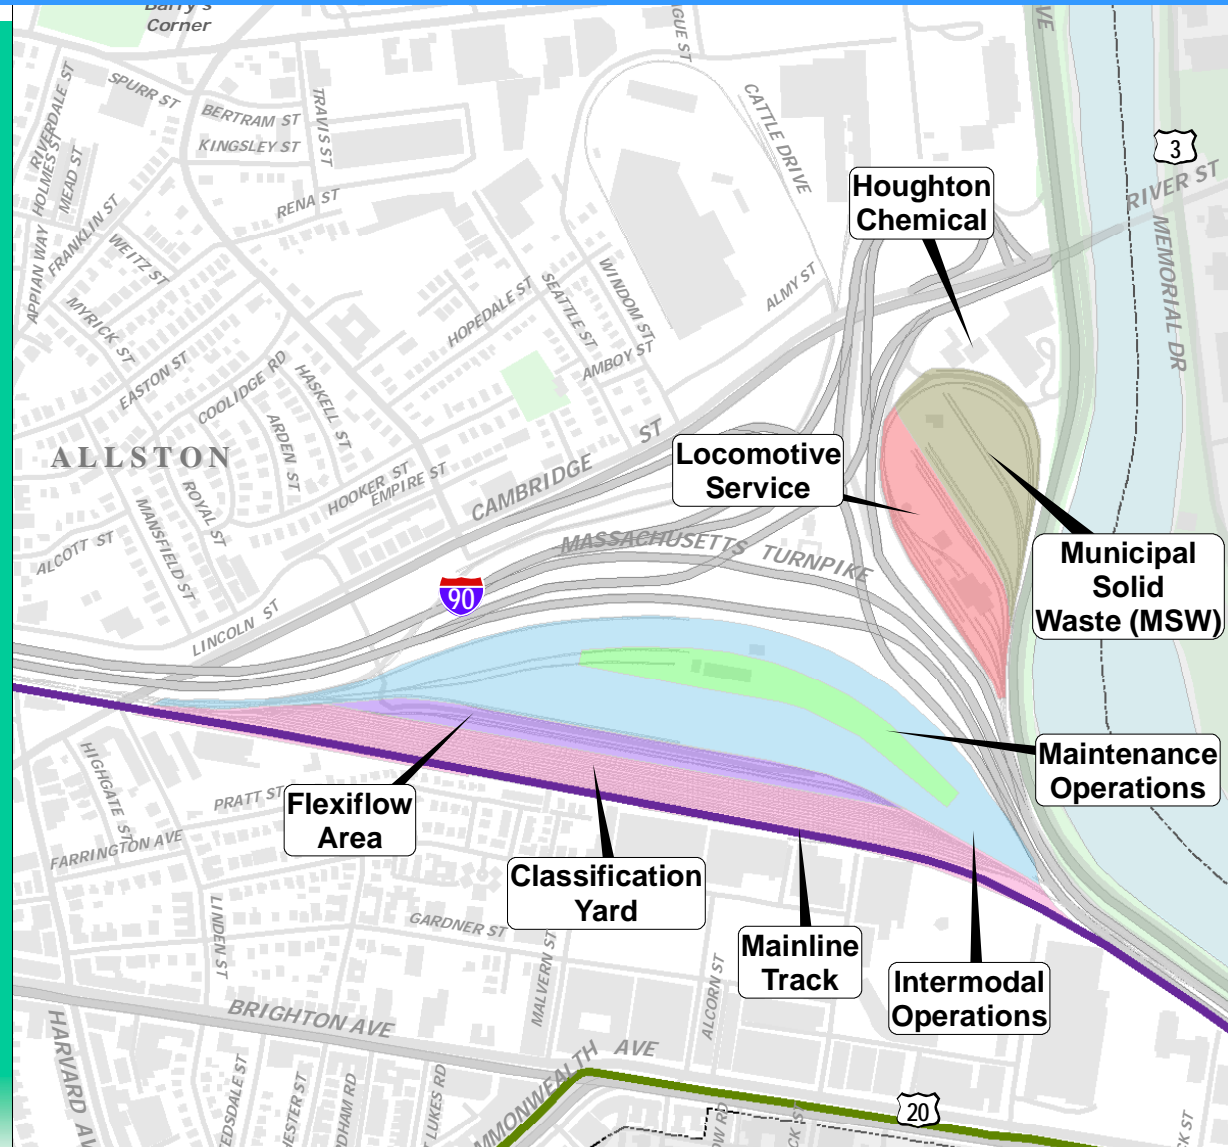 Barry's
Corner
SPURR ST
RIVERDALE ST
HOLMES ST
MEAD ST
APPIAN WAY
FRANKLIN ST
BERTRAM ST
KINGSLEY ST
TRAVIS ST
RENA ST
WEITZ ST
MYRICK ST
EASTON ST
COOLIDGE RD
HASKELL ST
ARDEN ST
HOPEDALE ST
SEATTLE ST
WINDOM ST
AMBOY ST
ALMY ST
CATTLE DRIVE
AVE
3
RIVER ST
MEMORIAL DR
Houghton
Chemical
ALLSTON
HOOKER ST
EMPIRE ST
CAMBRIDGE ST
Locomotive
Service
ROYAL ST
MANSFIELD ST
ALCOTT ST
MASSACHUSETTS TURNPIKE
90
LINCOLN ST
Municipal
Solid
Waste (MSW)
Maintenance
Operations
HIGHGATE ST
PRATT ST
FARRINGTON AVE
Flexiflow
Area
Classification
Yard
Mainline
Track
Intermodal
Operations
LINDEN ST
GARDNER ST
MALVERN ST
ALCORN ST
BRIGHTON AVE
HARVARD AV
AVE
20